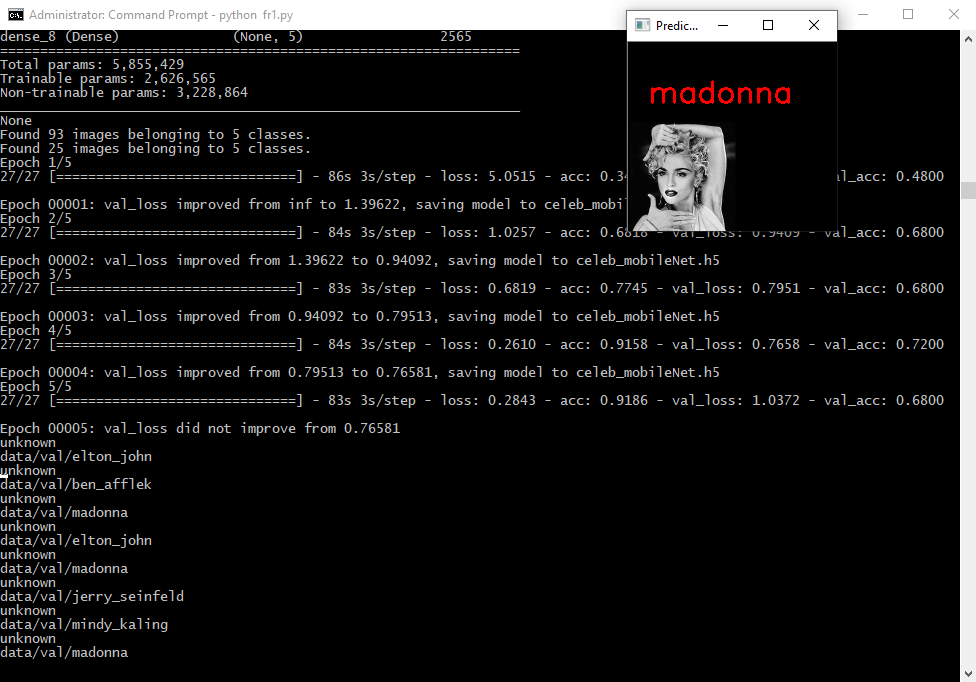 Administrator: Command Prompt - python  fr1.py
Predic...
dense_8 (Dense)              (None, 5)                 2565
=================================================================
Total params: 5,855,429
Trainable params: 2,626,565
Non-trainable params: 3,228,864
_________________________________________________________________
None
Found 93 images belonging to 5 classes.
Found 25 images belonging to 5 classes.
Epoch 1/5
27/27 [==============================] - 86s 3s/step - loss: 5.0515 - acc: 0.34 al_acc: 0.4800
madonna
Epoch 00001: val_loss improved from inf to 1.39622, saving model to celeb_mobil
Epoch 2/5
27/27 [==============================] - 84s 3s/step - loss: 1.0257 - acc: 0.6818 - val_loss: 0.9409 - val_acc: 0.6800
Epoch 00002: val_loss improved from 1.39622 to 0.94092, saving model to celeb_mobileNet.h5
Epoch 3/5
27/27 [==============================] - 83s 3s/step - loss: 0.6819 - acc: 0.7745 - val_loss: 0.7951 - val_acc: 0.6800
Epoch 00003: val_loss improved from 0.94092 to 0.79513, saving model to celeb_mobileNet.h5
Epoch 4/5
27/27 [==============================] - 84s 3s/step - loss: 0.2610 - acc: 0.9158 - val_loss: 0.7658 - val_acc: 0.7200
Epoch 00004: val_loss improved from 0.79513 to 0.76581, saving model to celeb_mobileNet.h5
Epoch 5/5
27/27 [==============================] - 83s 3s/step - loss: 0.2843 - acc: 0.9186 - val_loss: 1.0372 - val_acc: 0.6800
Epoch 00005: val_loss did not improve from 0.76581
unknown
data/val/elton_john
unknown
data/val/ben_afflek
unknown
data/val/madonna
unknown
data/val/elton_john
unknown
data/val/madonna
unknown
data/val/jerry_seinfeld
unknown
data/val/mindy_kaling
unknown
data/val/madonna